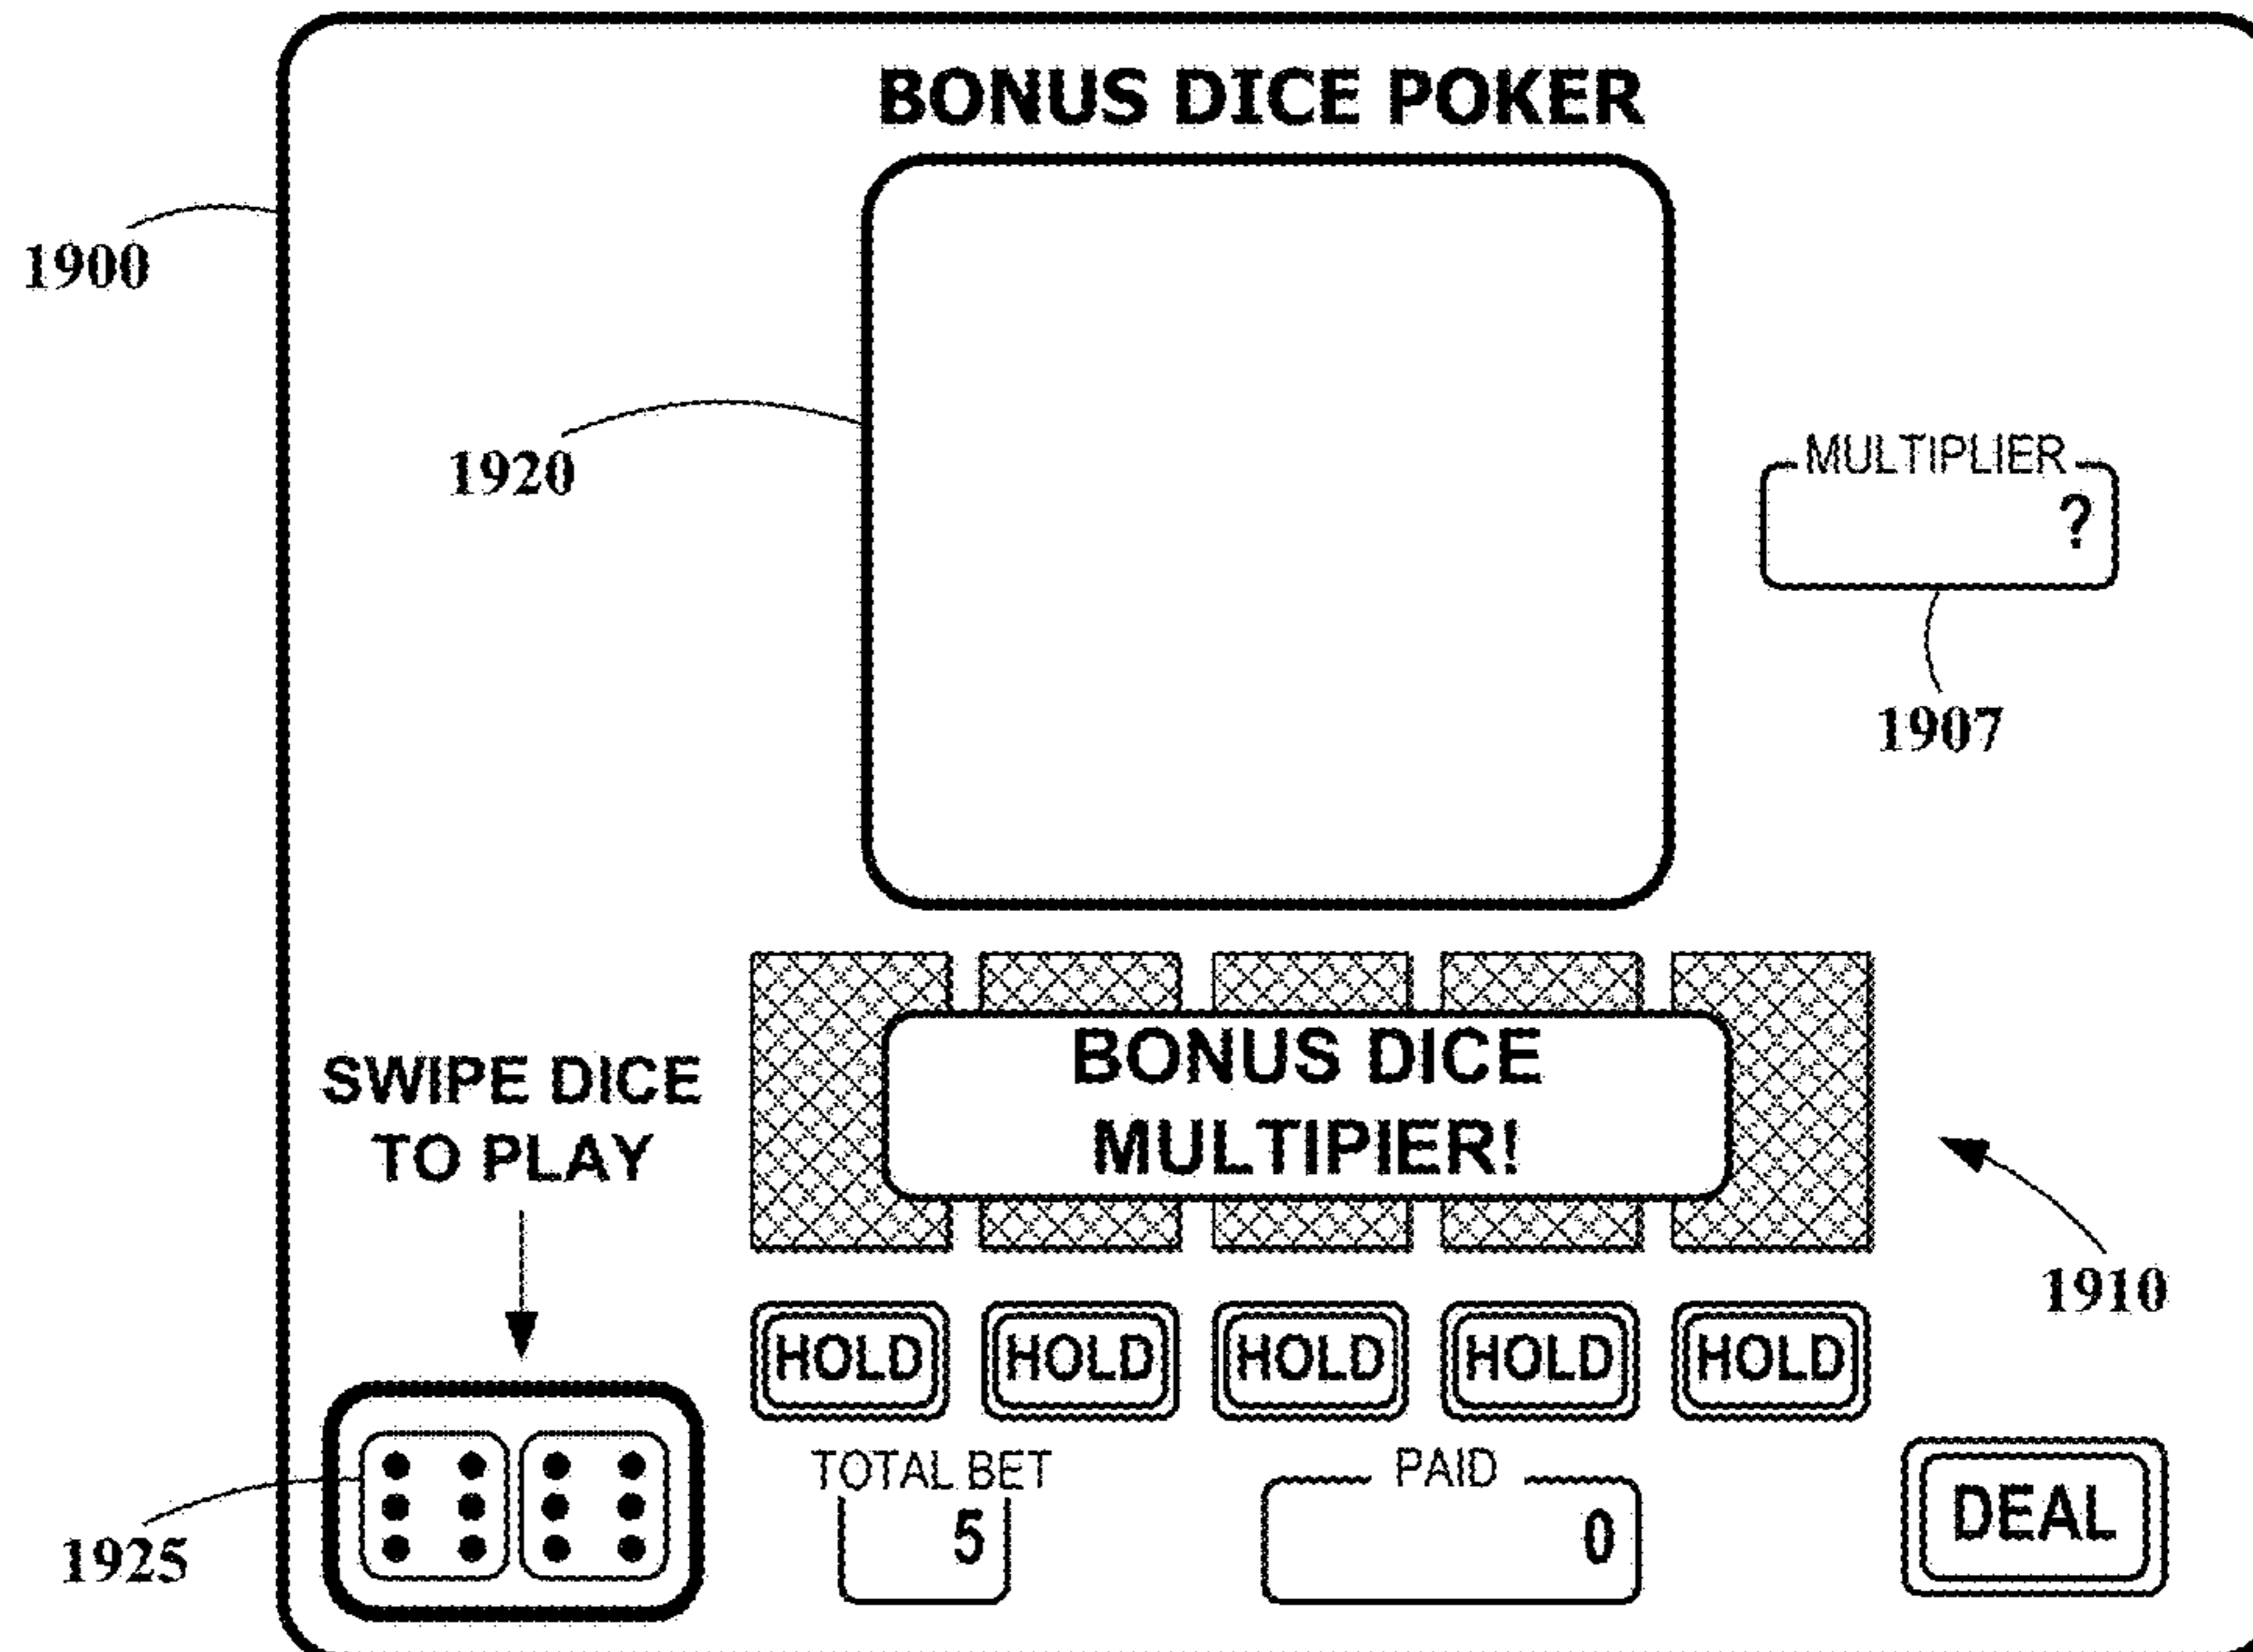 BONUS DICE POKER
1900
1920
MULTIPLIER
?
1907
BONUS DICE
MULTIPIER!
SWIPE DICE
TO PLAY
1910
HOLD HOLD HOLD HOLD HOLD
TOTAL BET
5
PAID
0
DEAL
1925